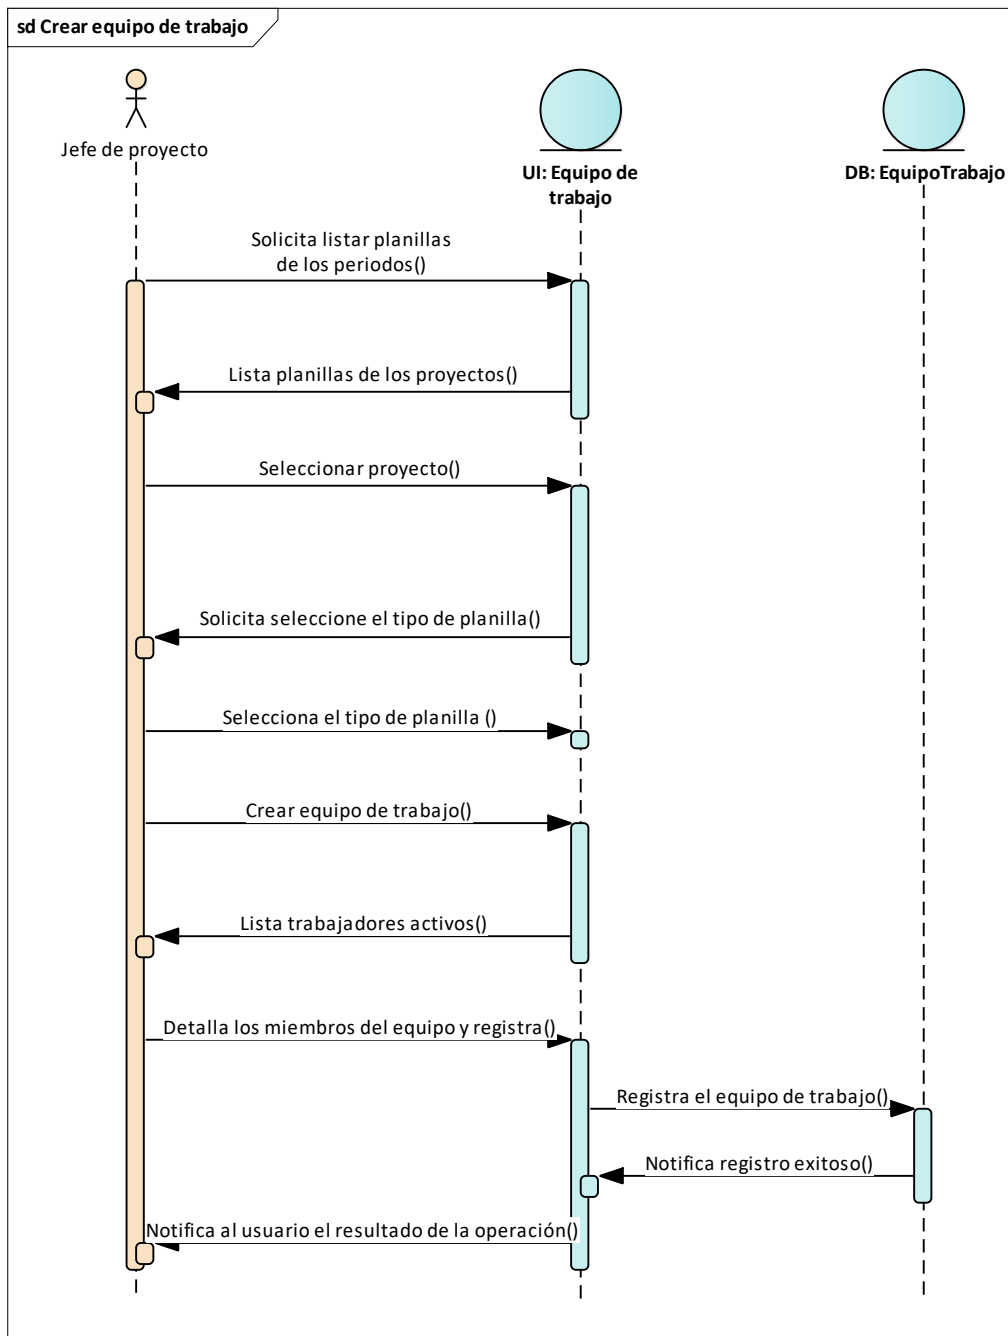 sd Crear equipo de trabajo
Jefe de proyecto
UI: Equipo de
trabajo
DB: EquipoTrabajo
Solicita listar planillas
de los periodos()
Lista planillas de los proyectos()
Seleccionar proyecto()
Solicita seleccione el tipo de planilla()
Selecciona el tipo de planilla ()
Crear equipo de trabajo()
Lista trabajadores activos()
Detalla los miembros del equipo y registra()
Registra el equipo de trabajo()
Notifica registro exitoso()
Notifica al usuario el resultado de la operación()